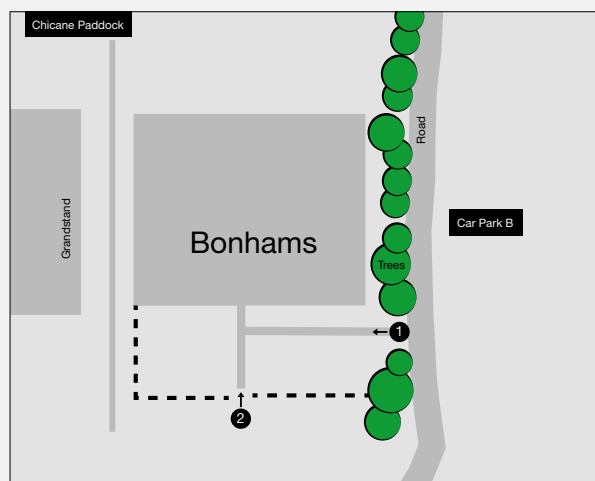 Chicane Paddock
Road
Grandstand
Car Park B
Bonhams
Trees
1
2